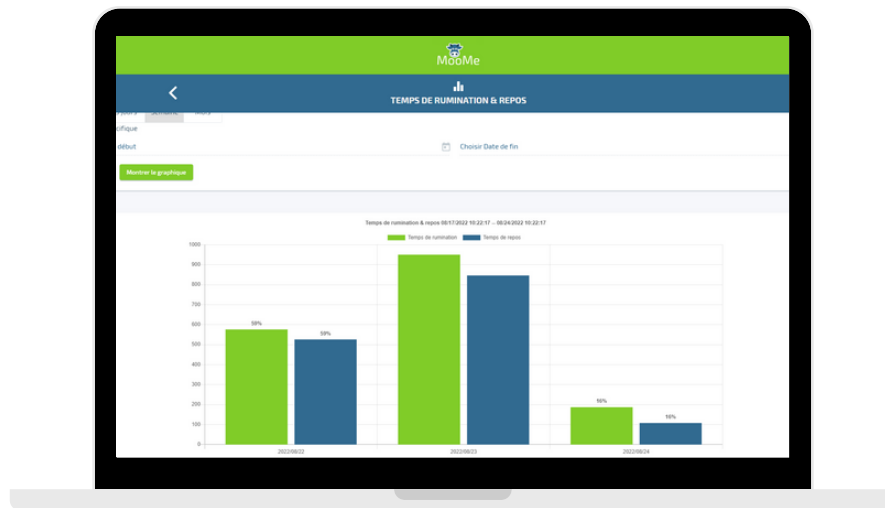 MooMe
TEMPS DE RUMINATION & REPOS
jours Semaine Mois
cifique
début
Choisir Date de fin
Montrer le graphique
Temps de rumination & repos 08/17/2022 10:22:17 -- 08/24/2022 10:22:17
Temps de rumination Temps de repos
1000
900
800
700
600
500
400
300
200
100
0
59%
59%
16%
16%
2022/08/22 2022/08/23 2022/08/24